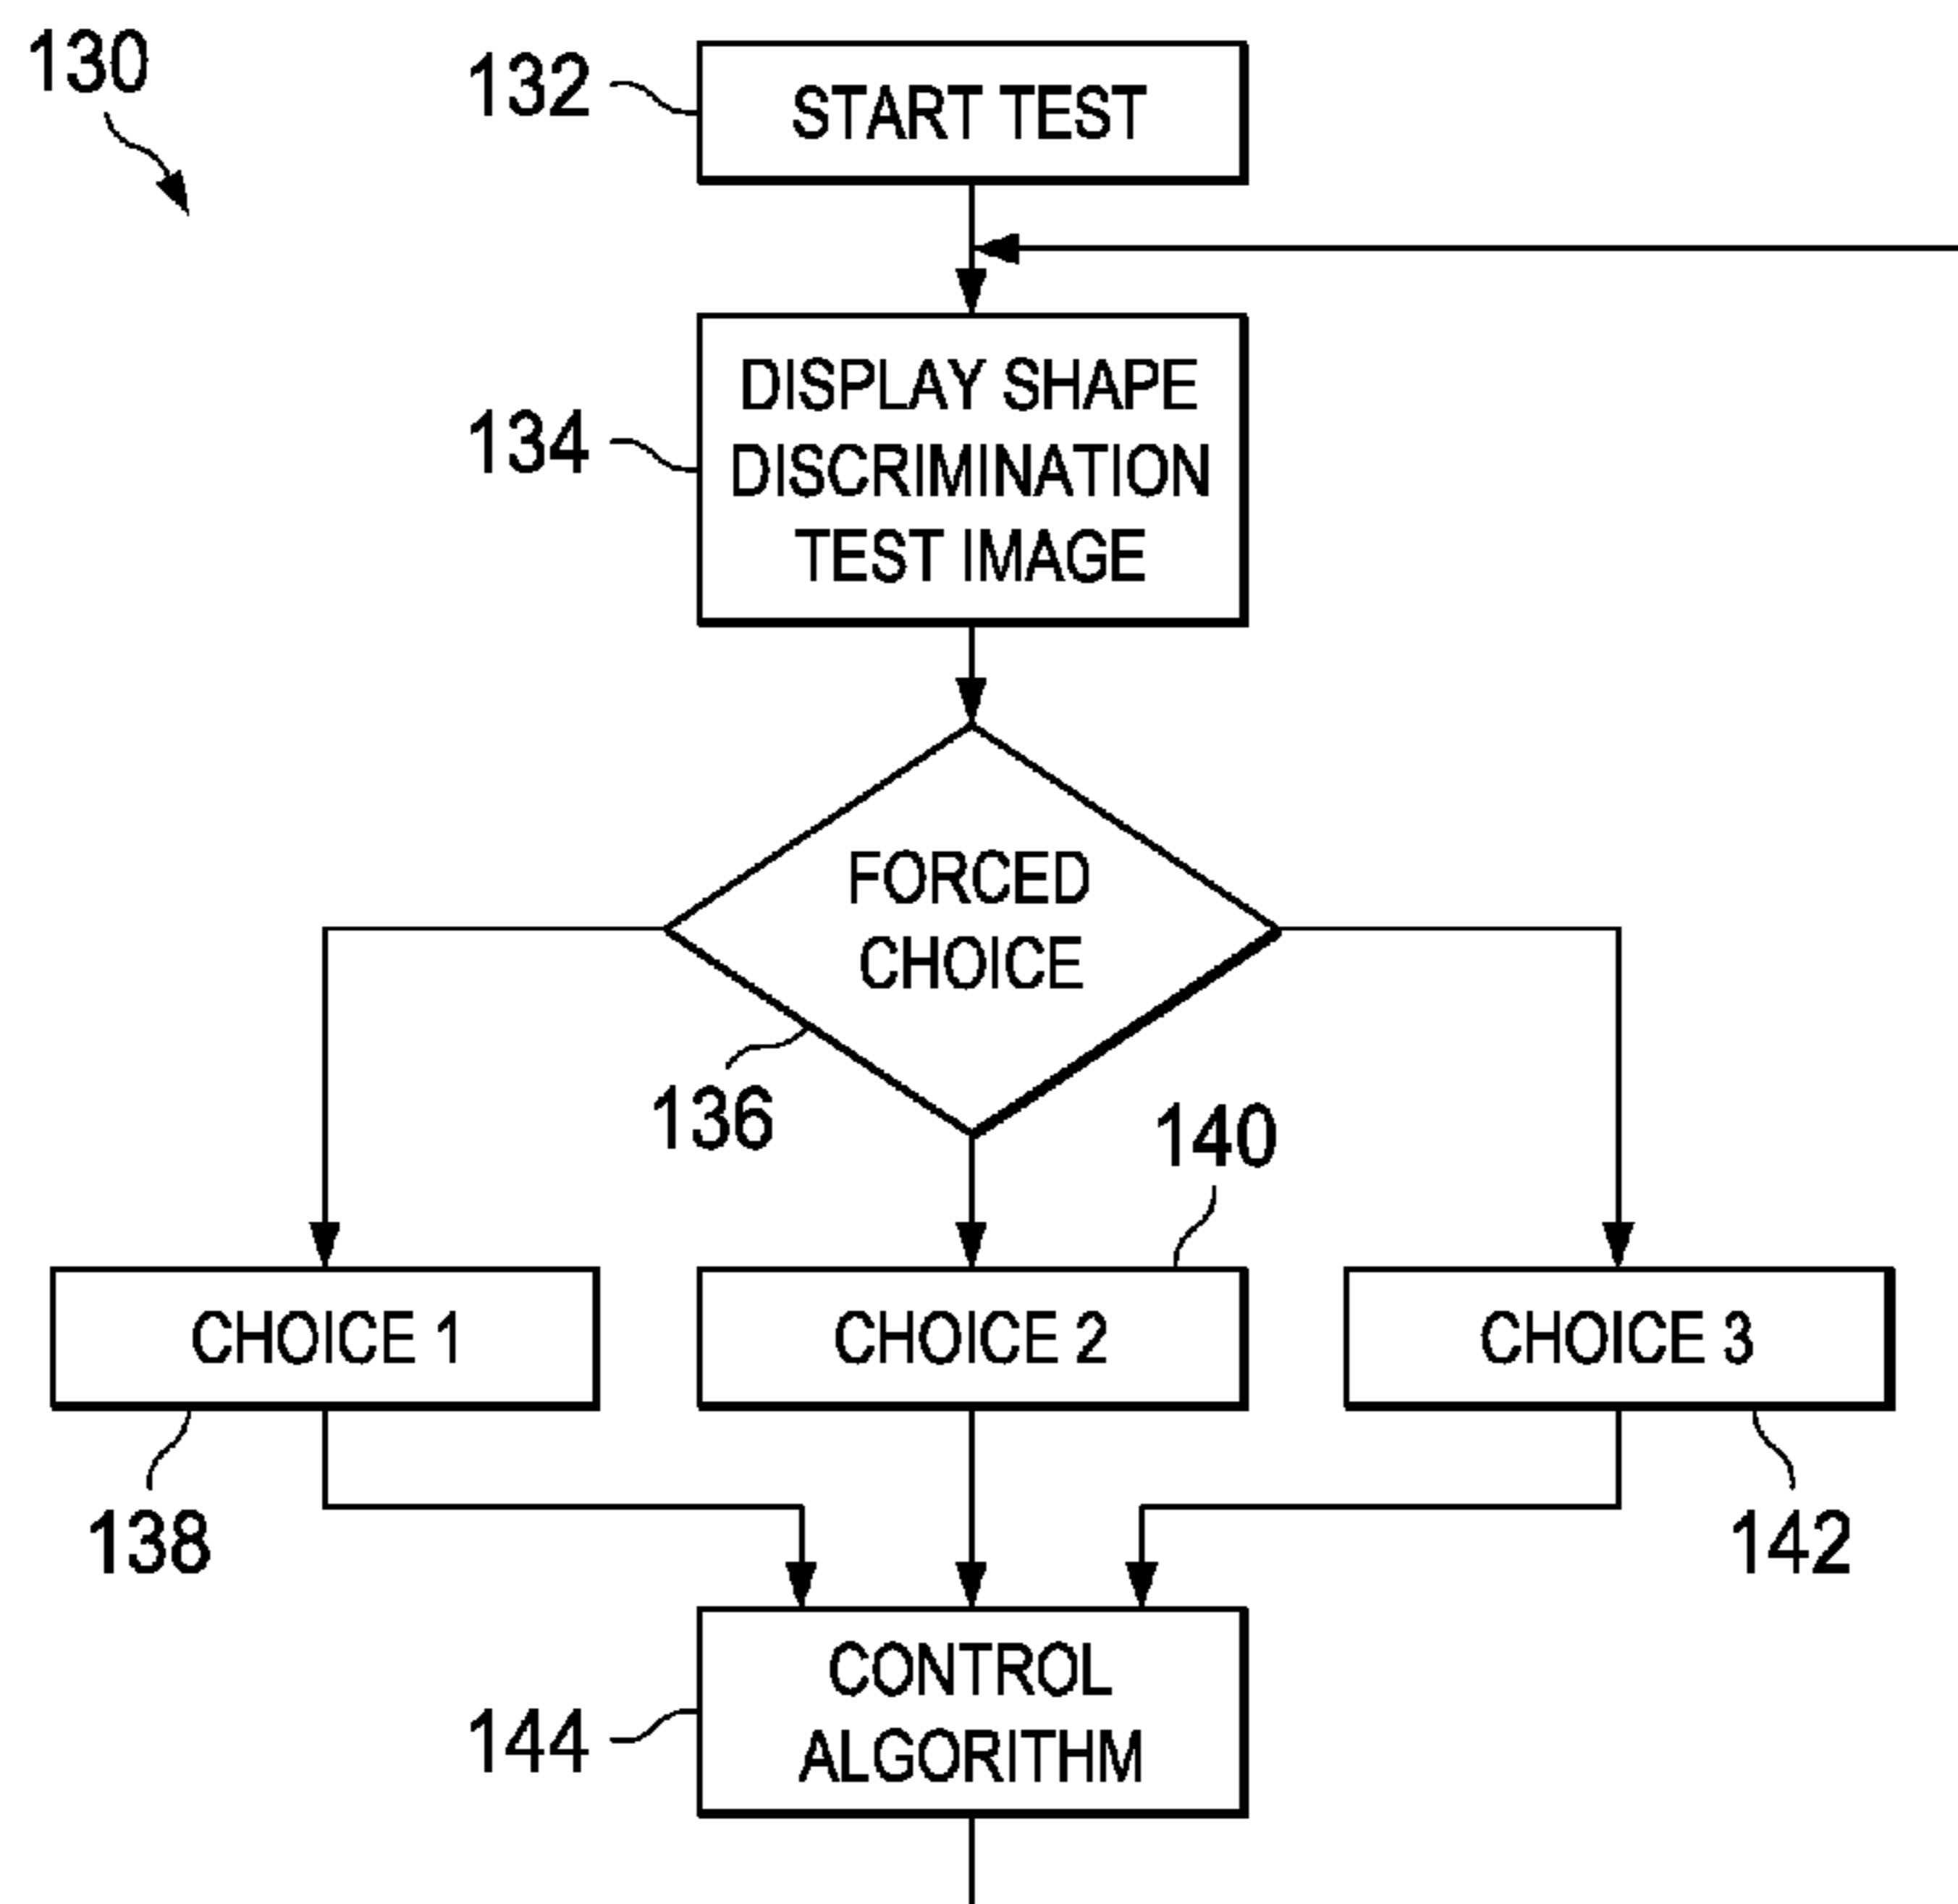 130
132
START TEST
134
DISPLAY SHAPE
DISCRIMINATION
TEST IMAGE
FORCED
CHOICE
136
140
CHOICE 1
CHOICE 2
CHOICE 3
138
142
144
CONTROL
ALGORITHM